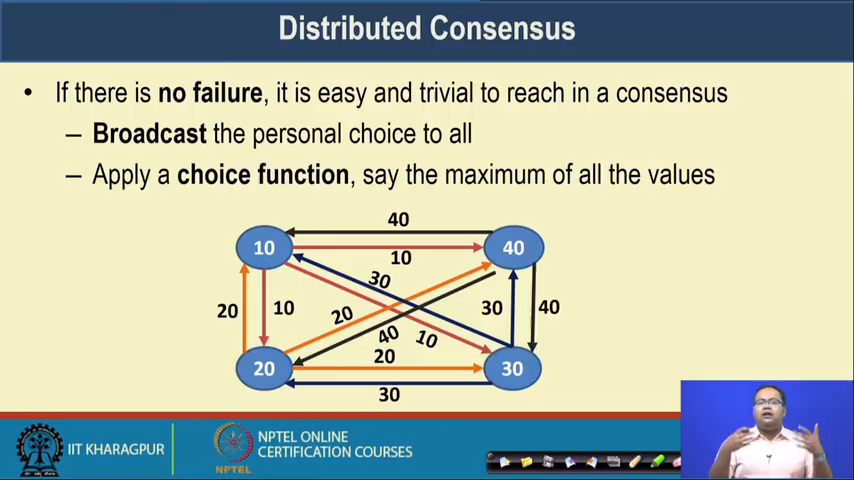 Distributed Consensus
• If there is no failure, it is easy and trivial to reach in a consensus
– Broadcast the personal choice to all
– Apply a choice function, say the maximum of all the values
40
10
40
10
30
20
10
20
30
40
40
10
20
20
30
30
IIT KHARAGPUR
NPTEL ONLINE
CERTIFICATION COURSES
NPTEL